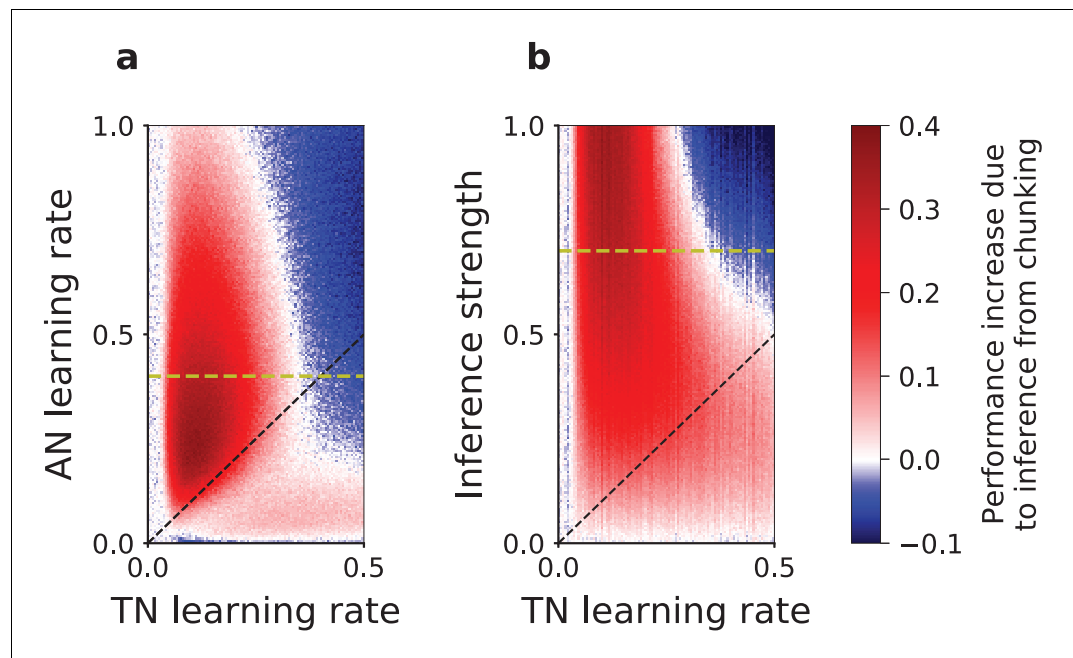 a
b
1.0
0.5
0.0
AN learning rate
0.0
0.5
TN learning rate
1.0
0.5
0.0
Inference strength
0.0
0.5
TN learning rate
0.4
0.3
0.2
0.1
0.0
−0.1
Performance increase due
to inference from chunking